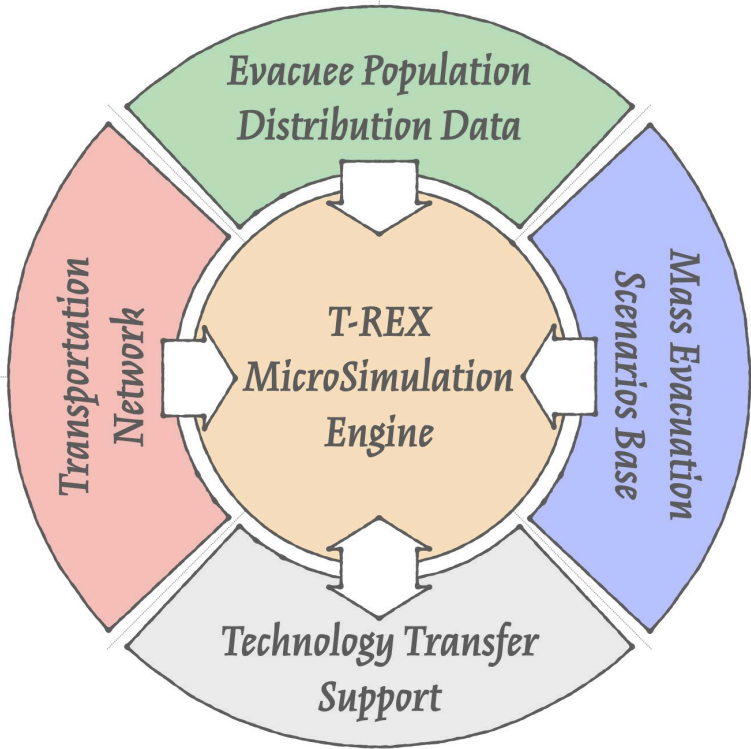 Evacuee Population
Distribution Data
Transportation
Network
T-REX
MicroSimulation
Engine
Mass Evacuation
Scenarios Base
Technology Transfer
Support